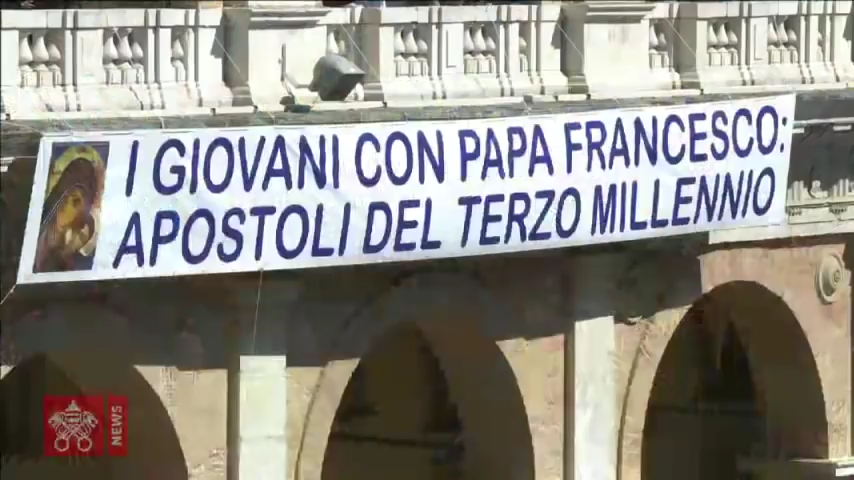 I GIOVANI CON PAPA FRANCESCO:
APOSTOLI DEL TERZO MILLENNIO
NEWS